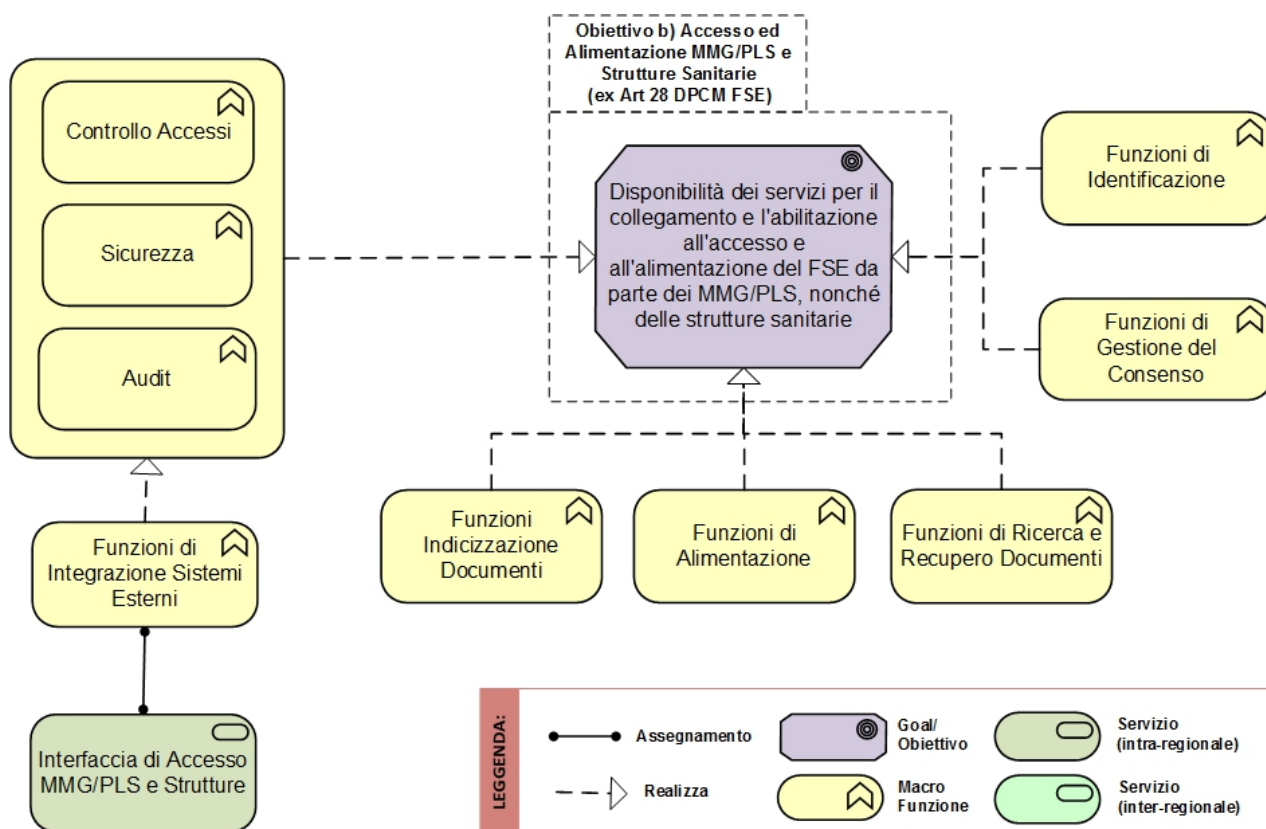 Obiettivo b) Accesso ed
Alimentazione MMG/PLS e
Strutture Sanitarie
(ex Art 28 DPCM FSE)
Controllo Accessi
Sicurezza
Audit
Disponibilità dei servizi per il
collegamento e l'abilitazione
all'accesso e
all'alimentazione del FSE da
parte dei MMG/PLS, nonché
delle strutture sanitarie
Funzioni di
Identificazione
Funzioni di
Gestione del
Consenso
Funzioni di
Integrazione Sistemi
Esterni
Funzioni
Indicizzazione
Documenti
Funzioni di
Alimentazione
Funzioni di Ricerca e
Recupero Documenti
Interfaccia di Accesso
MMG/PLS e Strutture
LEGGENDA:
Assegnamento
Realizza
Goal/
Obiettivo
Macro
Funzione
Servizio
(intra-regionale)
Servizio
(inter-regionale)